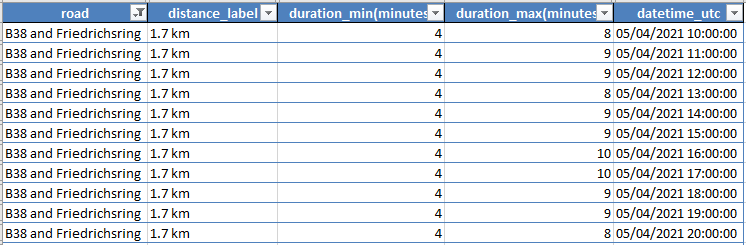 road distance_label duration_min(minutes duration_max(minutes datetime_utc
B38 and Friedrichsring 1.7 km 4 8 05/04/2021 10:00:00
B38 and Friedrichsring 1.7 km 4 9 05/04/2021 11:00:00
B38 and Friedrichsring 1.7 km 4 9 05/04/2021 12:00:00
B38 and Friedrichsring 1.7 km 4 8 05/04/2021 13:00:00
B38 and Friedrichsring 1.7 km 4 9 05/04/2021 14:00:00
B38 and Friedrichsring 1.7 km 4 9 05/04/2021 15:00:00
B38 and Friedrichsring 1.7 km 4 10 05/04/2021 16:00:00
B38 and Friedrichsring 1.7 km 4 10 05/04/2021 17:00:00
B38 and Friedrichsring 1.7 km 4 9 05/04/2021 18:00:00
B38 and Friedrichsring 1.7 km 4 9 05/04/2021 19:00:00
B38 and Friedrichsring 1.7 km 4 8 05/04/2021 20:00:00